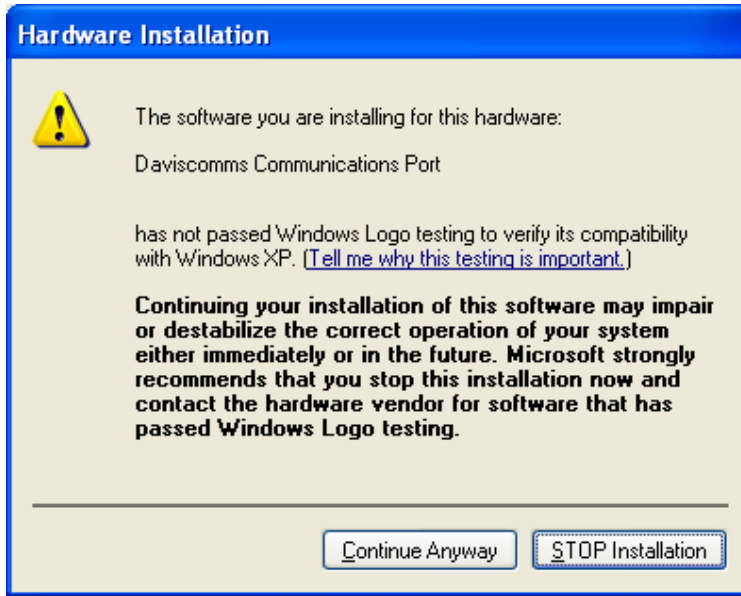 Hardware Installation
The software you are installing for this hardware:
Daviscomms Communications Port
has not passed Windows Logo testing to verify its compatibility
with Windows XP. (Tell me why this testing is important.)
Continuing your installation of this software may impair
or destabilize the correct operation of your system
either immediately or in the future. Microsoft strongly
recommends that you stop this installation now and
contact the hardware vendor for software that has
passed Windows Logo testing.
Continue Anyway
STOP Installation